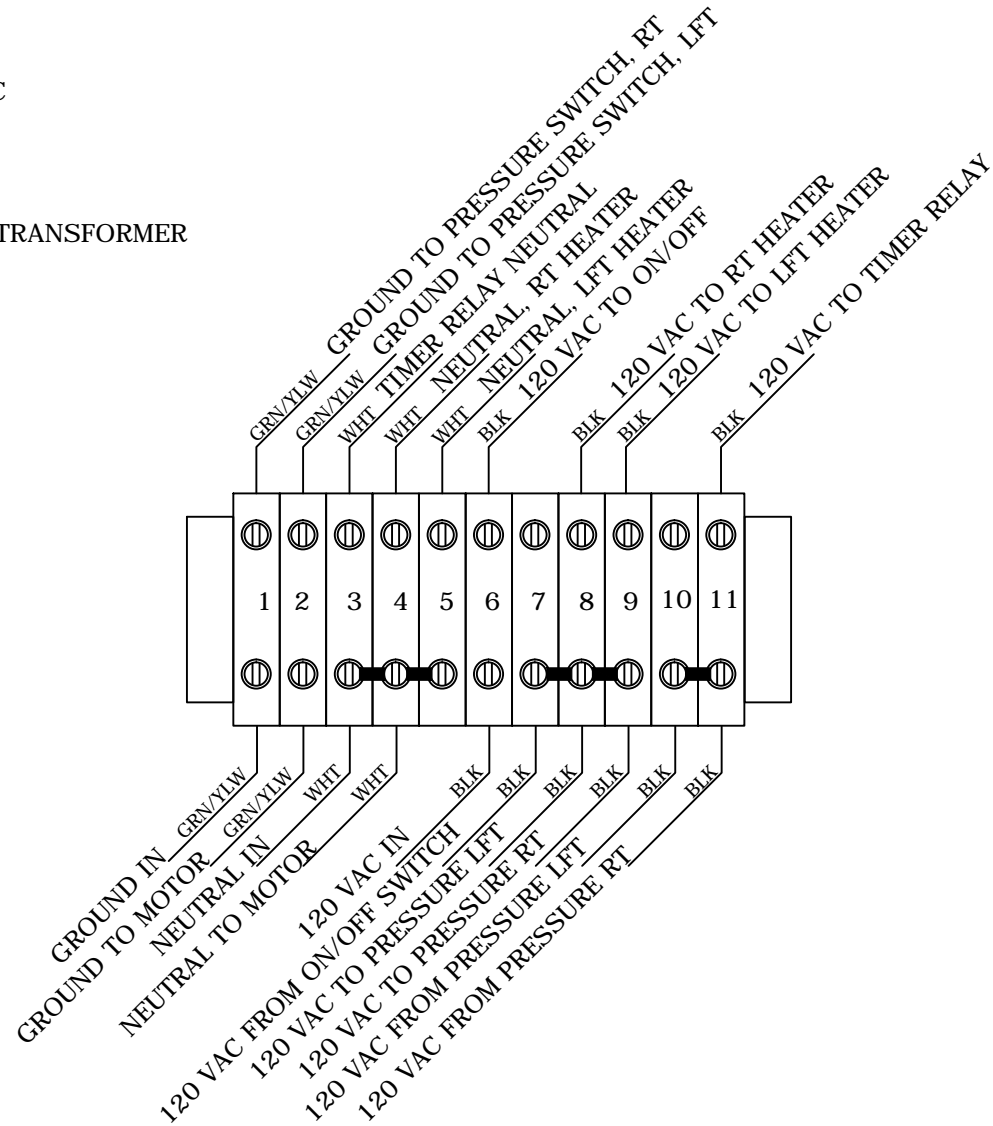 C
TRANSFORMER
GROUND TO PRESSURE SWITCH, RT
GROUND TO PRESSURE SWITCH, LFT
TIMER RELAY NEUTRAL
NEUTRAL, RT HEATER
NEUTRAL, LFT HEATER
120 VAC TO ON/OFF
120 VAC TO RT HEATER
120 VAC TO LFT HEATER
120 VAC TO TIMER RELAY
GRN/YLW
GRN/YLW
WHT
WHT
WHT
BLK
BLK
BLK
BLK
1 2 3 4 5 6 7 8 9 10 11
GRN/YLW
GRN/YLW
WHT
WHT
BLK
BLK
BLK
BLK
BLK
BLK
GROUND IN
GROUND TO MOTOR
NEUTRAL IN
NEUTRAL TO MOTOR
120 VAC IN
120 VAC FROM ON/OFF SWITCH
120 VAC TO PRESSURE LFT
120 VAC TO PRESSURE RT
120 VAC FROM PRESSURE LFT
120 VAC FROM PRESSURE RT